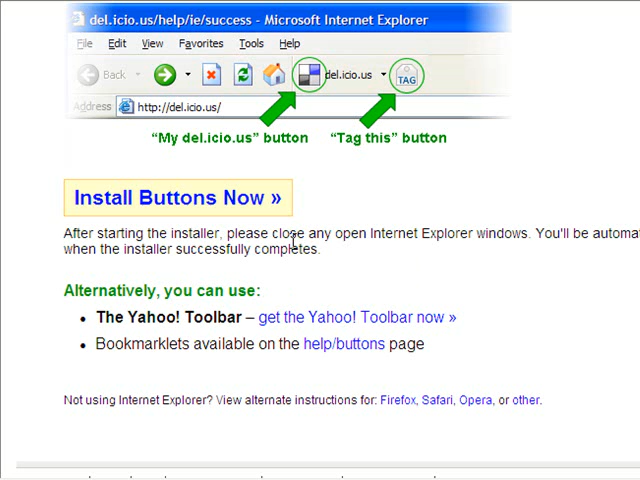 del.icio.us/help/ie/success - Microsoft Internet Explorer
File Edit View Favorites Tools Help
Back del.icio.us TAG
Address http://del.icio.us/
“My del.icio.us” button “Tag this” button
Install Buttons Now »
After starting the installer, please close any open Internet Explorer windows. You'll be automa
when the installer successfully completes.
Alternatively, you can use:
• The Yahoo! Toolbar – get the Yahoo! Toolbar now »
• Bookmarklets available on the help/buttons page
Not using Internet Explorer? View alternate instructions for: Firefox, Safari, Opera, or other.